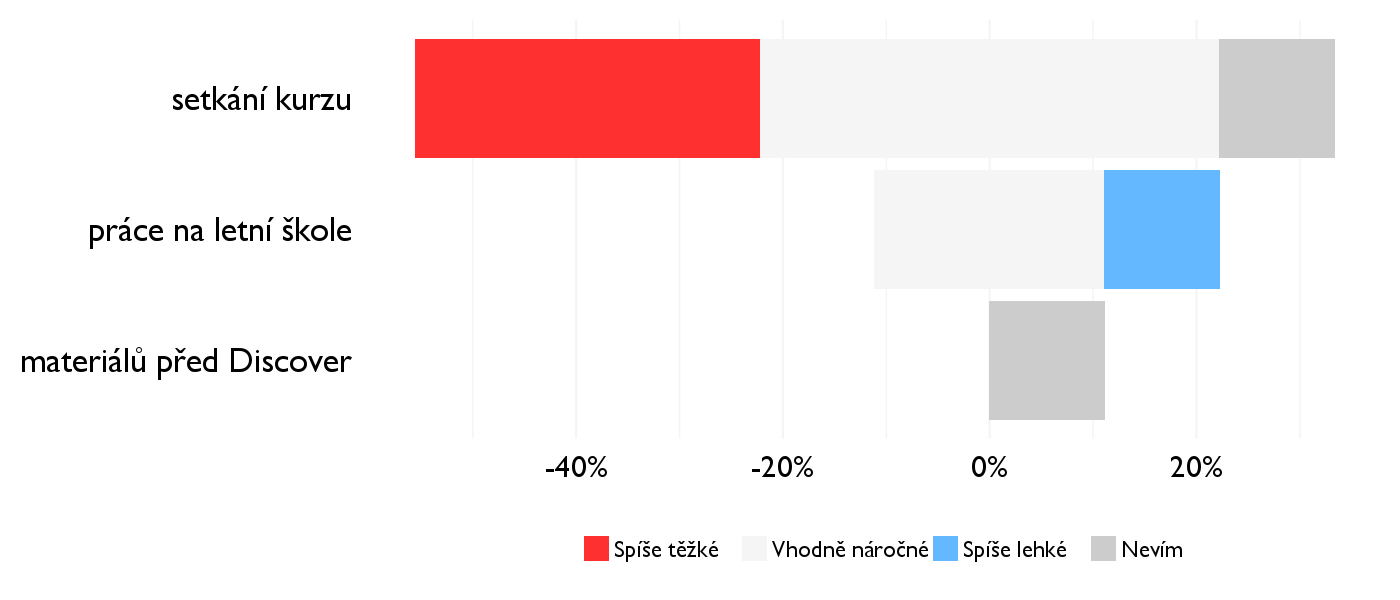 setkání kurzu
práce na letní škole
materiálů před Discover
-40% -20% 0% 20%
Spíše těžké Vhodně náročné Spíše lehké Nevím